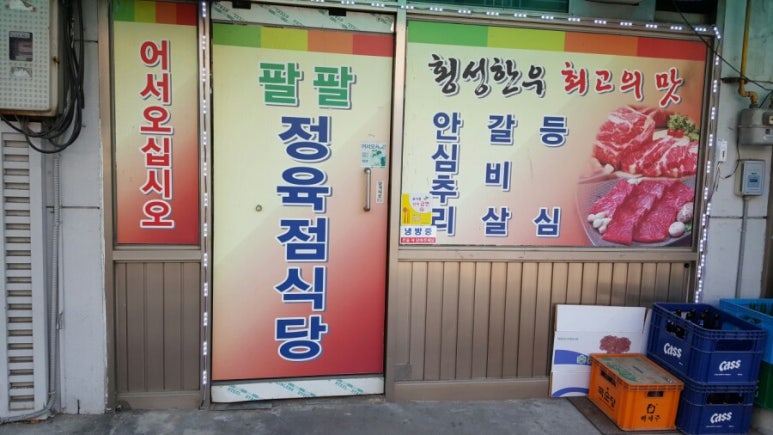 어서오십시오
팔팔
정육점식당
횡성한우 최고의 맛
안심추리
갈비살
등심
냉방중
Cass
Cass
Cass